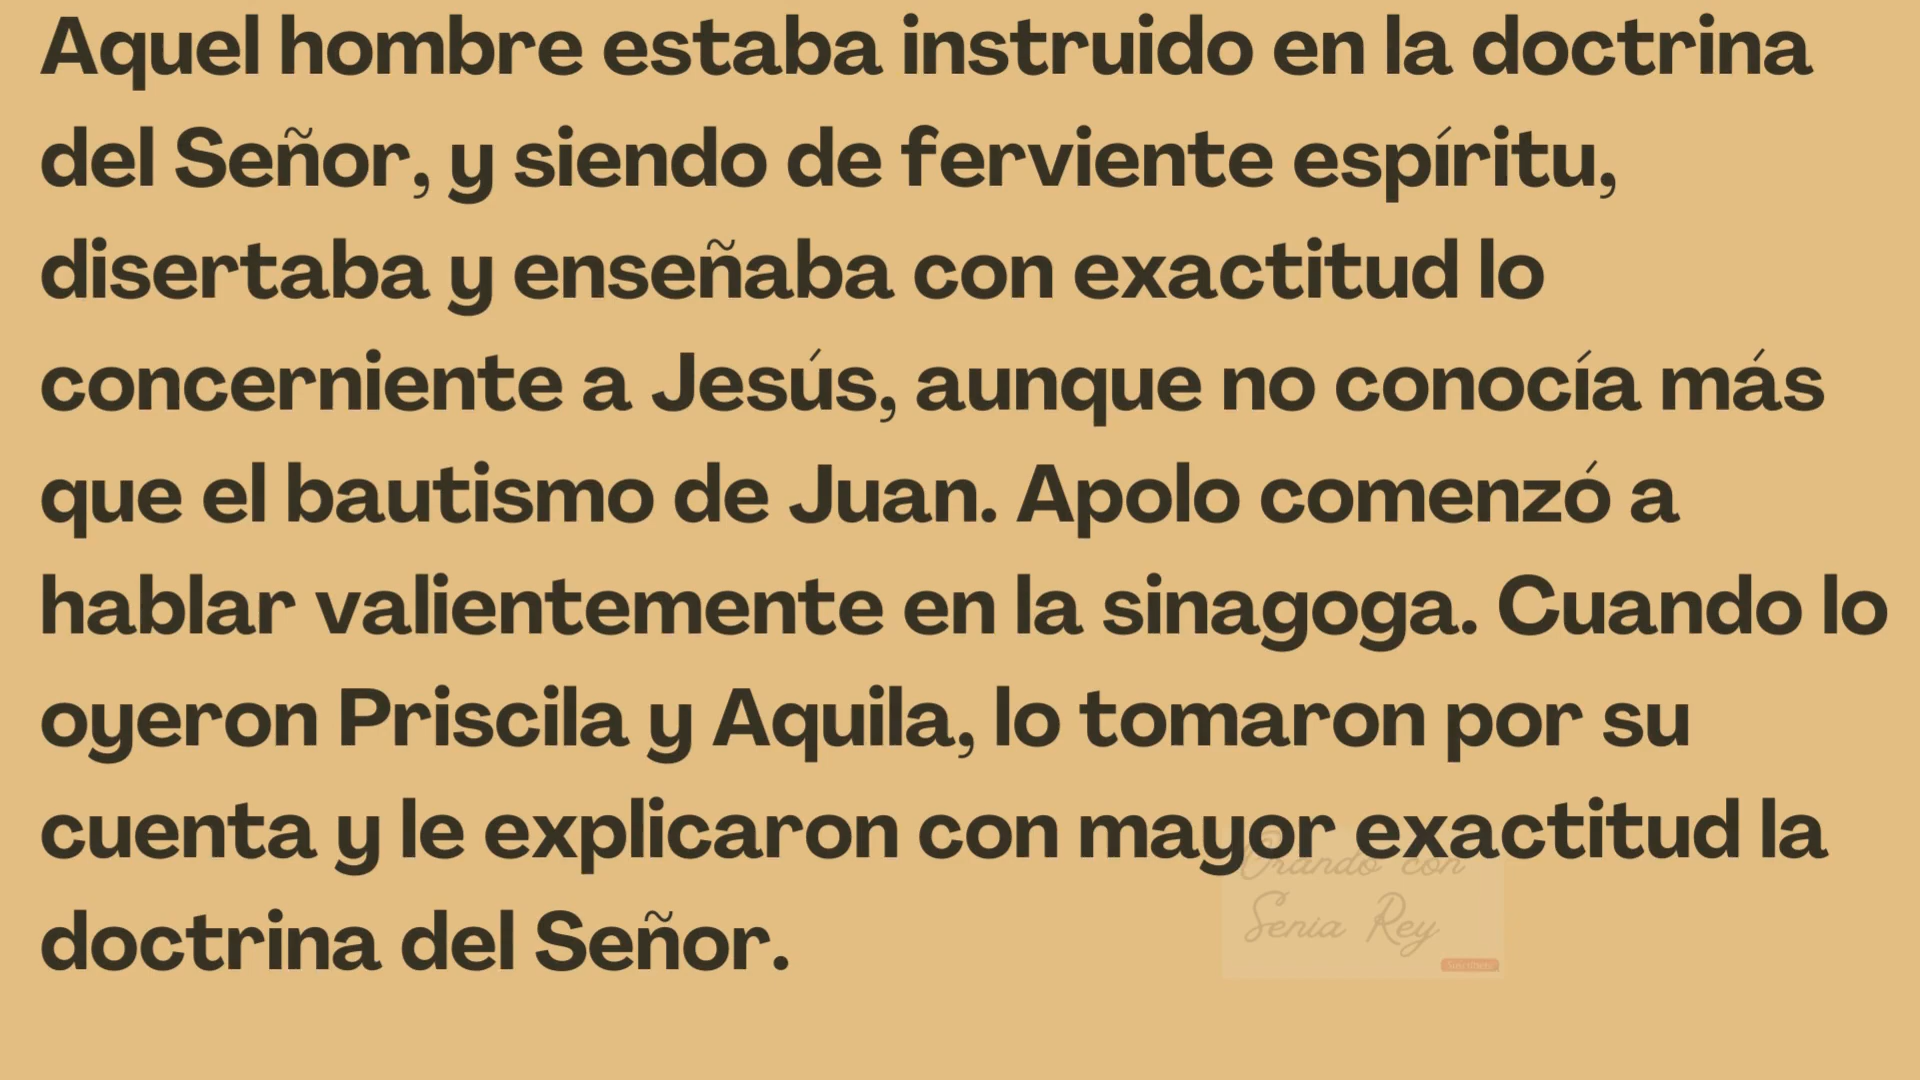 Aquel hombre estaba instruido en la doctrina
del Señor, y siendo de ferviente espíritu,
disertaba y enseñaba con exactitud lo
concerniente a Jesús, aunque no conocía más
que el bautismo de Juan. Apolo comenzó a
hablar valientemente en la sinagoga. Cuando lo
oyeron Priscila y Aquila, lo tomaron por su
cuenta y le explicaron con mayor exactitud la
doctrina del Señor.
Orando con
Senia Rey